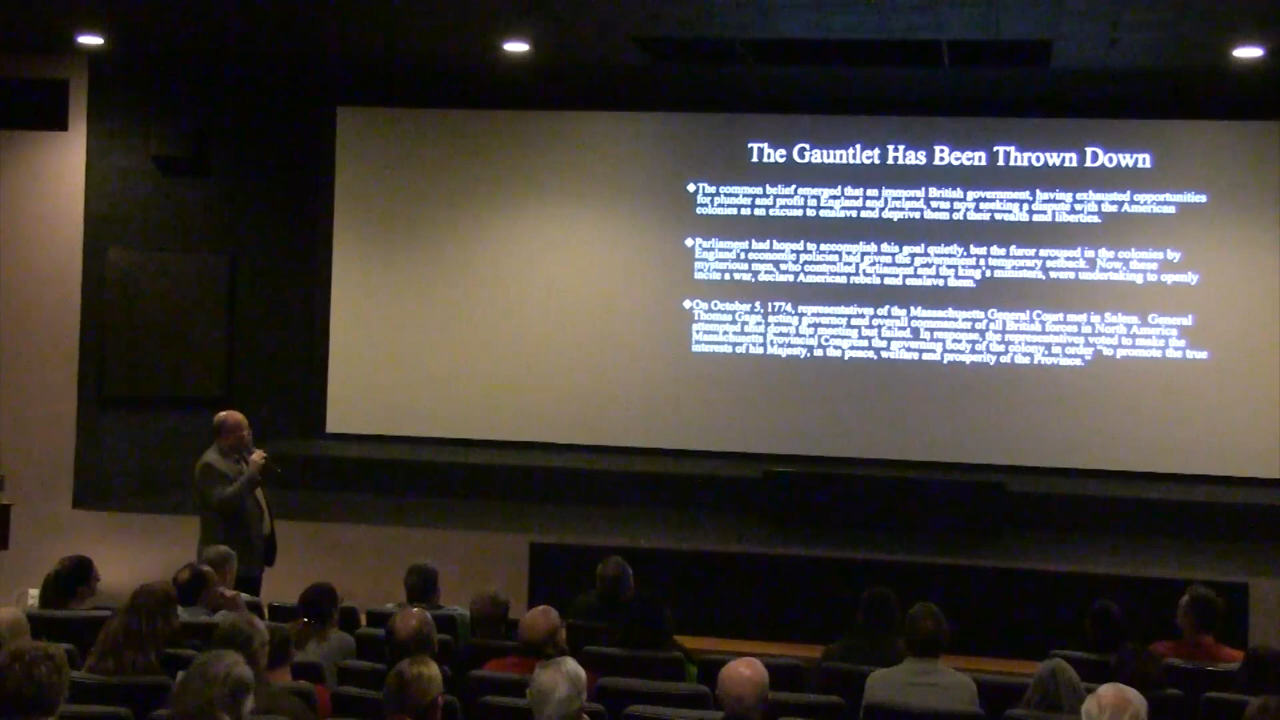 The Gauntlet Has Been Thrown Down
❖The common belief emerged that an immoral British government, having exhausted opportunities
for plunder and profit in England and Ireland, was now seeking a dispute with the American
colonies as an excuse to enslave and deprive them of their wealth and liberties.
❖Parliament had hoped to accomplish this goal quietly, but the furor aroused in the colonies by
England's economic policies had given the government a temporary setback. Now, these
mysterious men, who controlled Parliament and the king's ministers, were undertaking to openly
incite a war, declare American rebels and enslave them.
❖On October 5, 1774, representatives of the Massachusetts General Court met in Salem. General
Thomas Gage, acting governor and overall commander of all British forces in North America
attempted shut down the meeting but failed. In response, the representatives voted to make the
Massachusetts Provincial Congress the governing body of the colony, in order "to promote the true
interests of his Majesty, in the peace, welfare and prosperity of the Province."